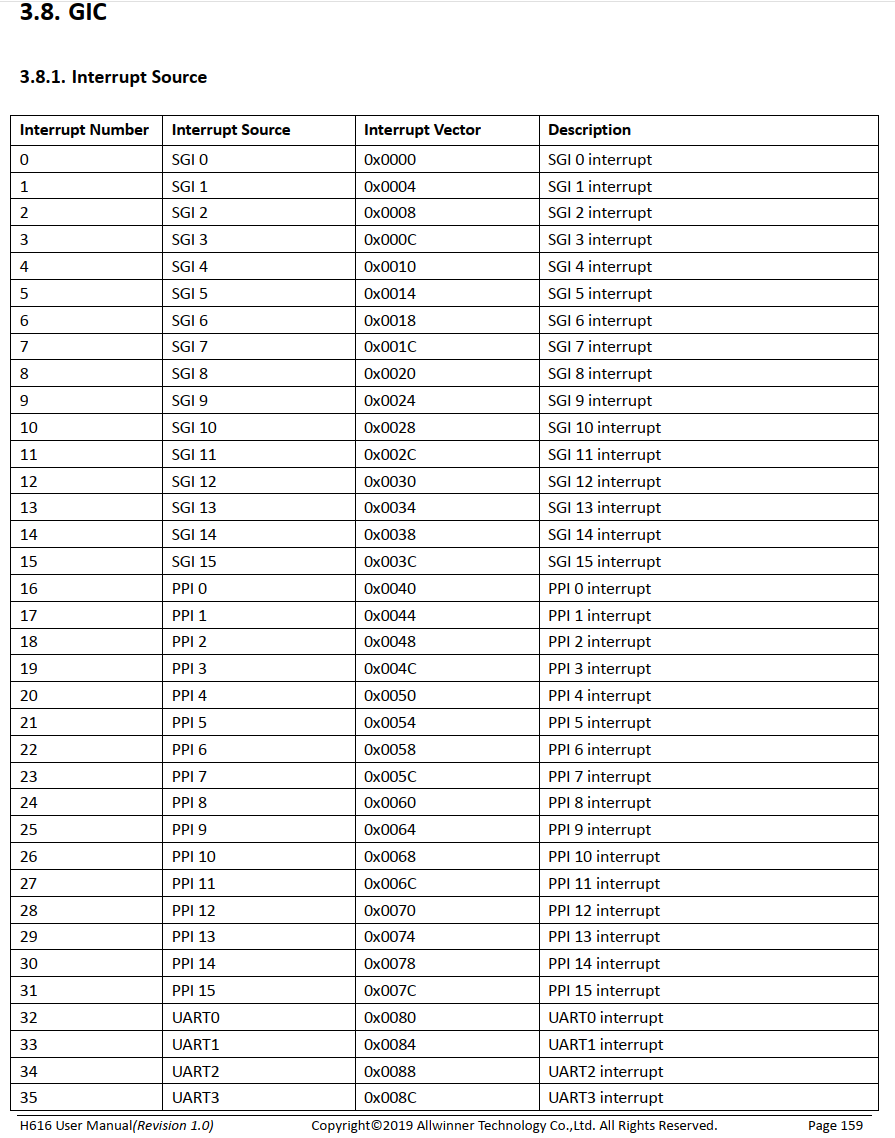 3.8. GIC
3.8.1. Interrupt Source
Interrupt Number Interrupt Source Interrupt Vector Description
0 SGI 0 0x0000 SGI 0 interrupt
1 SGI 1 0x0004 SGI 1 interrupt
2 SGI 2 0x0008 SGI 2 interrupt
3 SGI 3 0x000C SGI 3 interrupt
4 SGI 4 0x0010 SGI 4 interrupt
5 SGI 5 0x0014 SGI 5 interrupt
6 SGI 6 0x0018 SGI 6 interrupt
7 SGI 7 0x001C SGI 7 interrupt
8 SGI 8 0x0020 SGI 8 interrupt
9 SGI 9 0x0024 SGI 9 interrupt
10 SGI 10 0x0028 SGI 10 interrupt
11 SGI 11 0x002C SGI 11 interrupt
12 SGI 12 0x0030 SGI 12 interrupt
13 SGI 13 0x0034 SGI 13 interrupt
14 SGI 14 0x0038 SGI 14 interrupt
15 SGI 15 0x003C SGI 15 interrupt
16 PPI 0 0x0040 PPI 0 interrupt
17 PPI 1 0x0044 PPI 1 interrupt
18 PPI 2 0x0048 PPI 2 interrupt
19 PPI 3 0x004C PPI 3 interrupt
20 PPI 4 0x0050 PPI 4 interrupt
21 PPI 5 0x0054 PPI 5 interrupt
22 PPI 6 0x0058 PPI 6 interrupt
23 PPI 7 0x005C PPI 7 interrupt
24 PPI 8 0x0060 PPI 8 interrupt
25 PPI 9 0x0064 PPI 9 interrupt
26 PPI 10 0x0068 PPI 10 interrupt
27 PPI 11 0x006C PPI 11 interrupt
28 PPI 12 0x0070 PPI 12 interrupt
29 PPI 13 0x0074 PPI 13 interrupt
30 PPI 14 0x0078 PPI 14 interrupt
31 PPI 15 0x007C PPI 15 interrupt
32 UART0 0x0080 UART0 interrupt
33 UART1 0x0084 UART1 interrupt
34 UART2 0x0088 UART2 interrupt
35 UART3 0x008C UART3 interrupt
H616 User Manual(Revision 1.0) Copyright©2019 Allwinner Technology Co.,Ltd. All Rights Reserved. Page 159